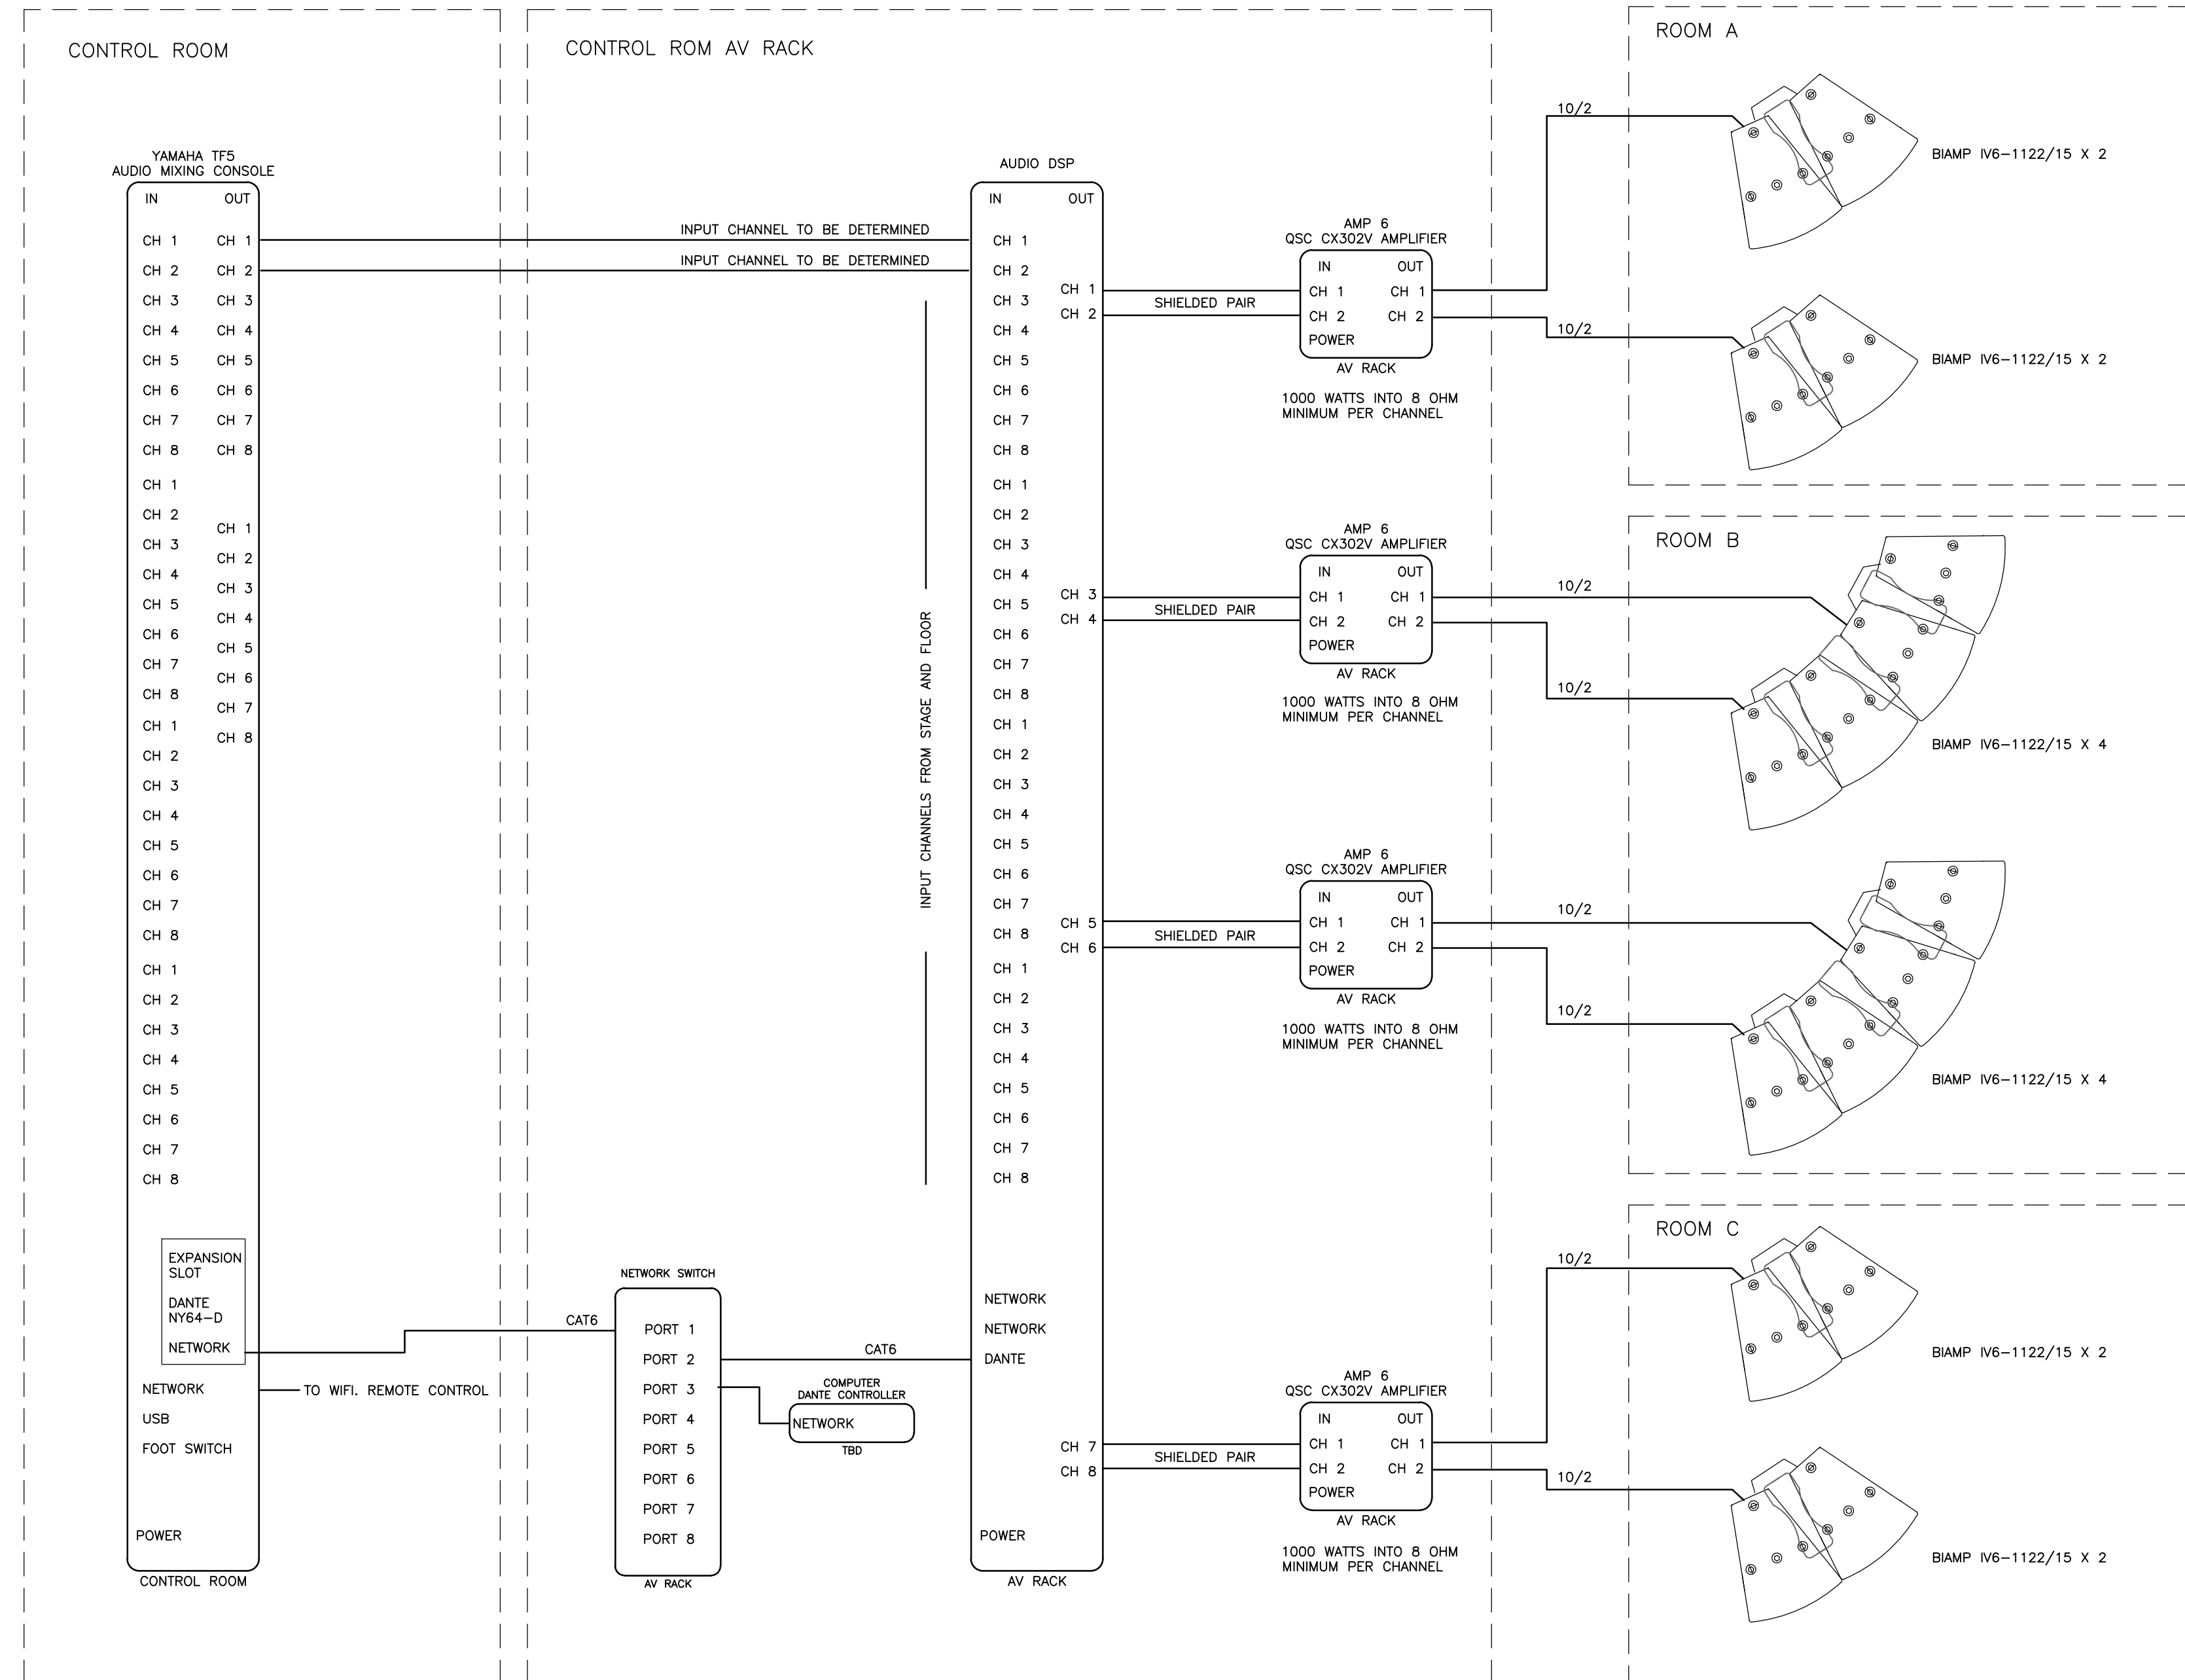 CONTROL ROOM
YAMAHA TF5
AUDIO MIXING CONSOLE
IN
OUT
CH 1
CH 2
CH 3
CH 4
CH 5
CH 6
CH 7
CH 8
CH 1
CH 2
CH 3
CH 4
CH 5
CH 6
CH 7
CH 8
CH 1
CH 2
CH 3
CH 4
CH 5
CH 6
CH 7
CH 8
CH 1
CH 2
CH 3
CH 4
CH 5
CH 6
CH 7
CH 8
CH 1
CH 2
CH 3
CH 4
CH 5
CH 6
CH 7
CH 8
CH 1
CH 2
CH 3
CH 4
CH 5
CH 6
CH 7
CH 8
EXPANSION
SLOT
DANTE
NY64-D
NETWORK
NETWORK
TO WIFI. REMOTE CONTROL
USB
FOOT SWITCH
POWER
CONTROL ROOM
CONTROL ROM AV RACK
INPUT CHANNEL TO BE DETERMINED
INPUT CHANNEL TO BE DETERMINED
INPUT CHANNELS FROM STAGE AND FLOOR
CAT6
NETWORK SWITCH
PORT 1
PORT 2
PORT 3
PORT 4
PORT 5
PORT 6
PORT 7
PORT 8
AV RACK
CAT6
COMPUTER
DANTE CONTROLLER
NETWORK
TBD
AUDIO DSP
IN
OUT
CH 1
CH 2
CH 3
CH 4
CH 5
CH 6
CH 7
CH 8
CH 1
CH 2
CH 3
CH 4
CH 5
CH 6
CH 7
CH 8
CH 1
CH 2
CH 3
CH 4
CH 5
CH 6
CH 7
CH 8
CH 1
CH 2
CH 3
CH 4
CH 5
CH 6
CH 7
CH 8
NETWORK
NETWORK
DANTE
POWER
CH 1
CH 2
CH 3
CH 4
CH 5
CH 6
CH 7
CH 8
AV RACK
SHIELDED PAIR
AMP 6
QSC CX302V AMPLIFIER
IN
OUT
CH 1
CH 1
CH 2
CH 2
POWER
AV RACK
1000 WATTS INTO 8 OHM
MINIMUM PER CHANNEL
SHIELDED PAIR
AMP 6
QSC CX302V AMPLIFIER
IN
OUT
CH 1
CH 1
CH 2
CH 2
POWER
AV RACK
1000 WATTS INTO 8 OHM
MINIMUM PER CHANNEL
SHIELDED PAIR
AMP 6
QSC CX302V AMPLIFIER
IN
OUT
CH 1
CH 1
CH 2
CH 2
POWER
AV RACK
1000 WATTS INTO 8 OHM
MINIMUM PER CHANNEL
SHIELDED PAIR
AMP 6
QSC CX302V AMPLIFIER
IN
OUT
CH 1
CH 1
CH 2
CH 2
POWER
AV RACK
1000 WATTS INTO 8 OHM
MINIMUM PER CHANNEL
ROOM A
10/2
BIAMP IV6-1122/15 X 2
10/2
BIAMP IV6-1122/15 X 2
ROOM B
10/2
10/2
BIAMP IV6-1122/15 X 4
10/2
10/2
BIAMP IV6-1122/15 X 4
ROOM C
10/2
BIAMP IV6-1122/15 X 2
10/2
BIAMP IV6-1122/15 X 2